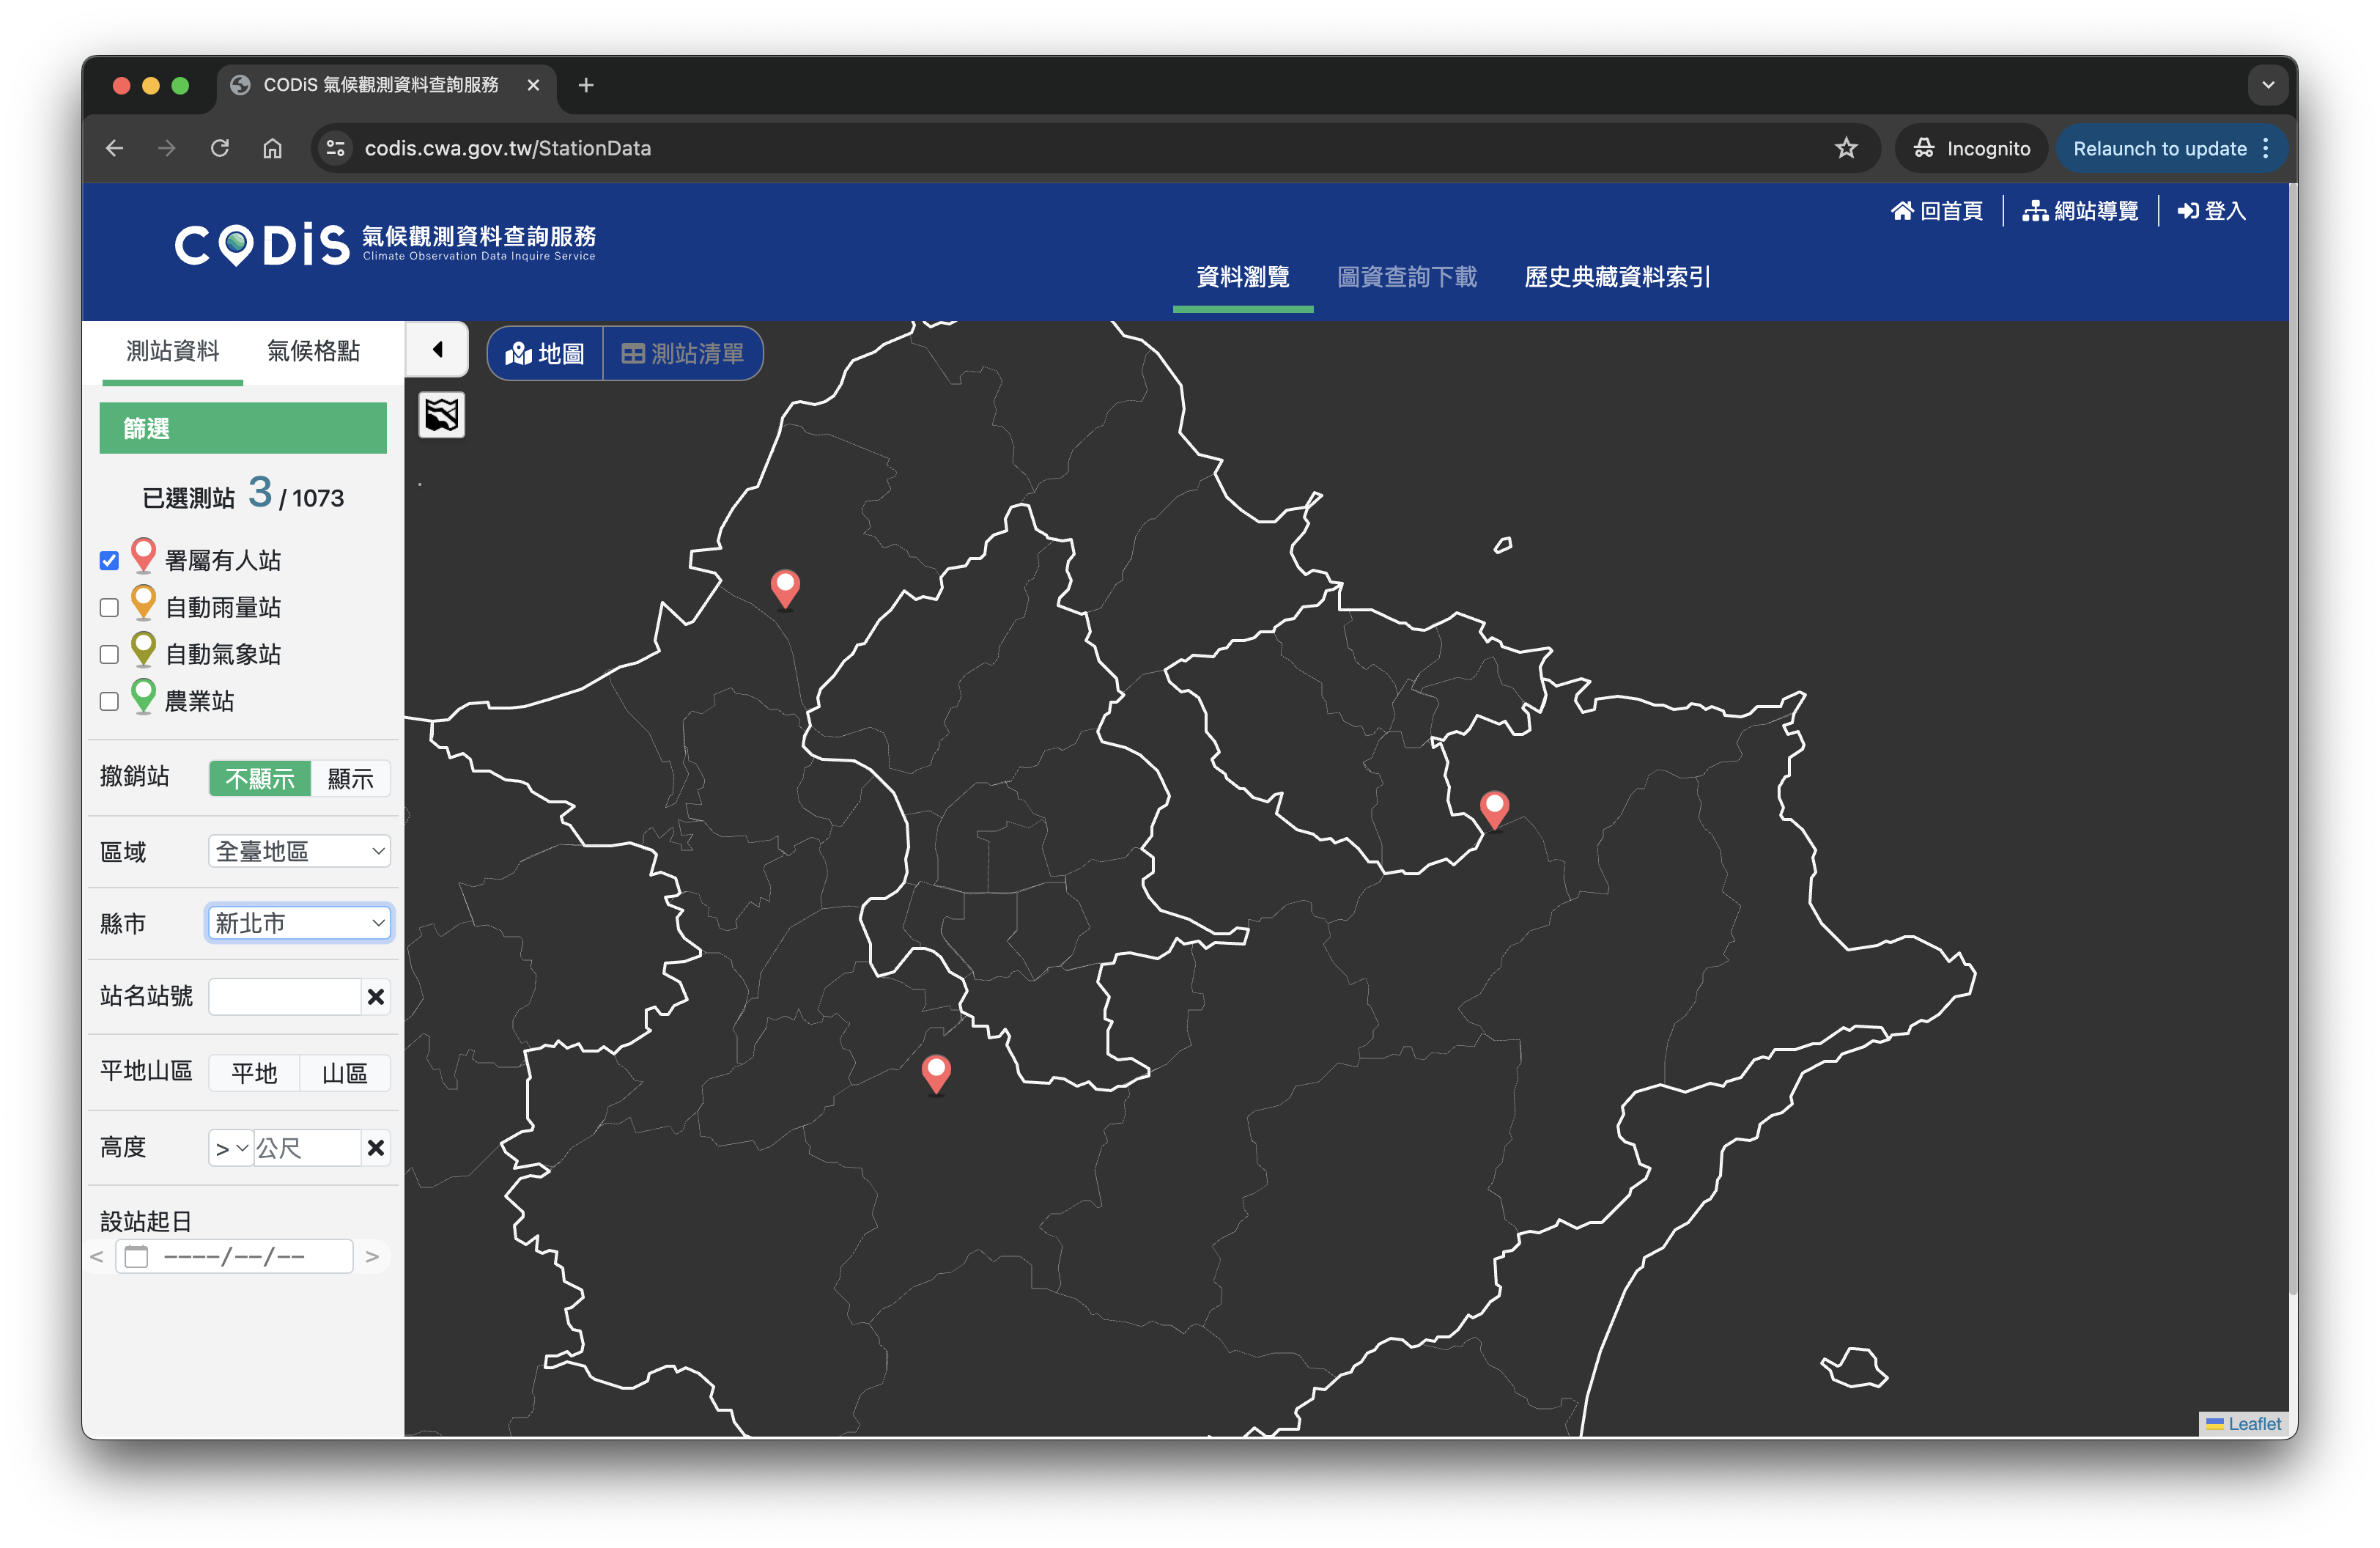 CODiS 氣候觀測資料查詢服務
codis.cwa.gov.tw/StationData
Incognito
Relaunch to update
回首頁
網站導覽
登入
CODiS 氣候觀測資料查詢服務
Climate Observation Data Inquire Service
資料瀏覽
圖資查詢下載
歷史典藏資料索引
測站資料
氣候格點
地圖
測站清單
篩選
已選測站 3 / 1073
署屬有人站
自動雨量站
自動氣象站
農業站
撤銷站 不顯示 顯示
區域 全臺地區
縣市 新北市
站名站號
平地山區 平地 山區
高度 > 公尺
設站起日
< ----/--/-- >
Leaflet